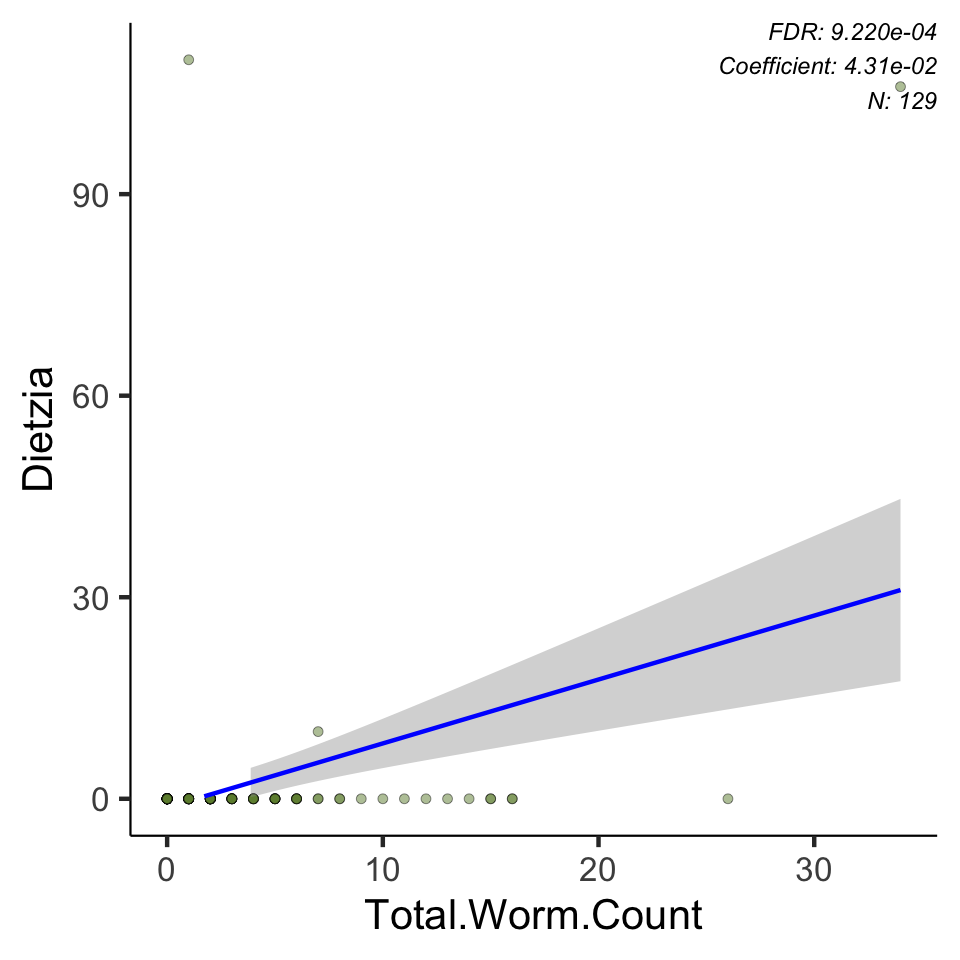 FDR: 9.220e-04
Coefficient: 4.31e-02
N: 129
90
60
30
0
Dietzia
0 10 20 30
Total.Worm.Count